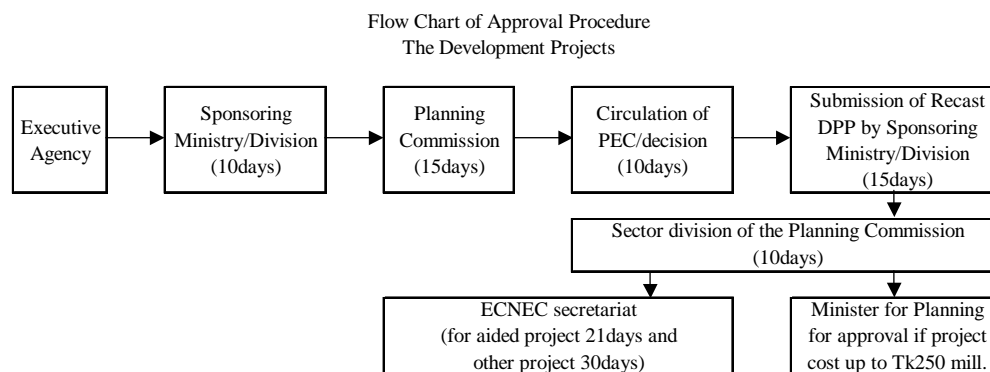 Flow Chart of Approval Procedure
The Development Projects
Executive
Agency
Sponsoring
Ministry/Division
(10days)
Planning
Commission
(15days)
Circulation of
PEC/decision
(10days)
Submission of Recast
DPP by Sponsoring
Ministry/Division
(15days)
Sector division of the Planning Commission
(10days)
ECNEC secretariat
(for aided project 21days and
other project 30days)
Minister for Planning
for approval if project
cost up to Tk250 mill.